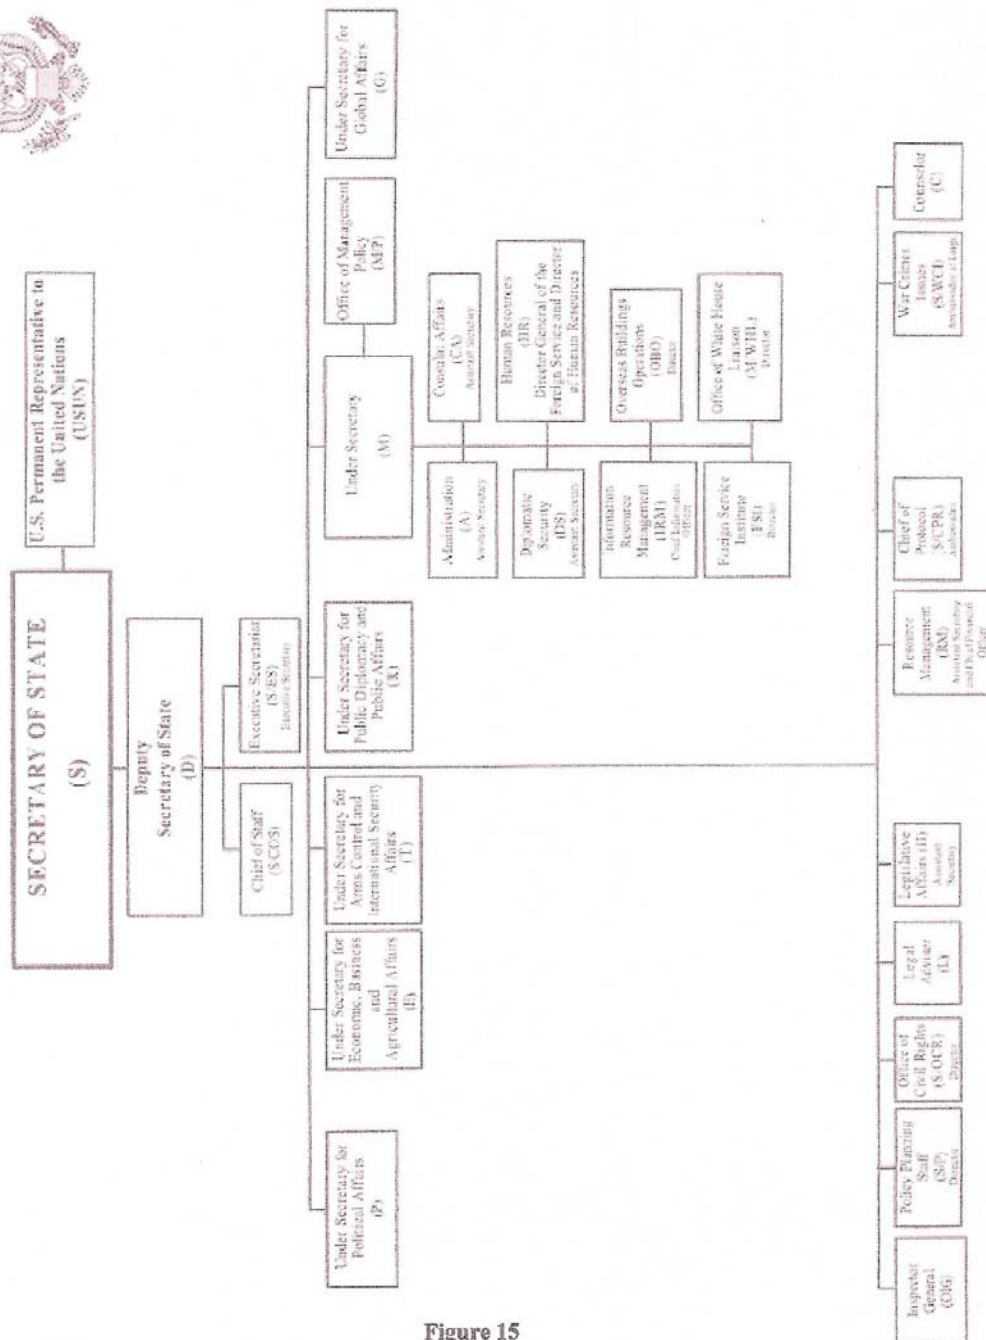 SECRETARY OF STATE
(S)
U.S. Permanent Representative to
the United Nations
(USUN)
Deputy
Secretary of State
(D)
Chief of Staff
(S/COS)
Executive Secretariat
(S/ES)
Executive Secretary
Under Secretary for
Political Affairs
(P)
Under Secretary for
Economic, Business
and
Agricultural Affairs
(E)
Under Secretary for
Arms Control and
International Security
Affairs
(T)
Under Secretary for
Public Diplomacy and
Public Affairs
(R)
Under Secretary
(M)
Office of Management
Policy
(M/P)
Under Secretary for
Global Affairs
(G)
Administration
(A)
Assistant Secretary
Consular Affairs
(CA)
Assistant Secretary
Diplomatic
Security
(DS)
Assistant Secretary
Human Resources
(HR)
Director General of the
Foreign Service and Director
of Human Resources
Information
Resource
Management
(IRM)
Chief Information
Officer
Overseas Buildings
Operations
(OBO)
Director
Foreign Service
Institute
(FSI)
Director
Office of White House
Liaison
(M/WHL)
Director
Inspector
General
(OIG)
Policy Planning
Staff
(S/P)
Director
Office of
Civil Rights
(S/OCR)
Director
Legal
Adviser
(L)
Legislative
Affairs (H)
Assistant
Secretary
Resource
Management
(RM)
Assistant Secretary
and Chief Financial
Officer
Chief of
Protocol
(S/CPR)
Ambassador
War Crimes
Issues
(S/WCI)
Ambassador at Large
Counselor
(C)
Figure 15